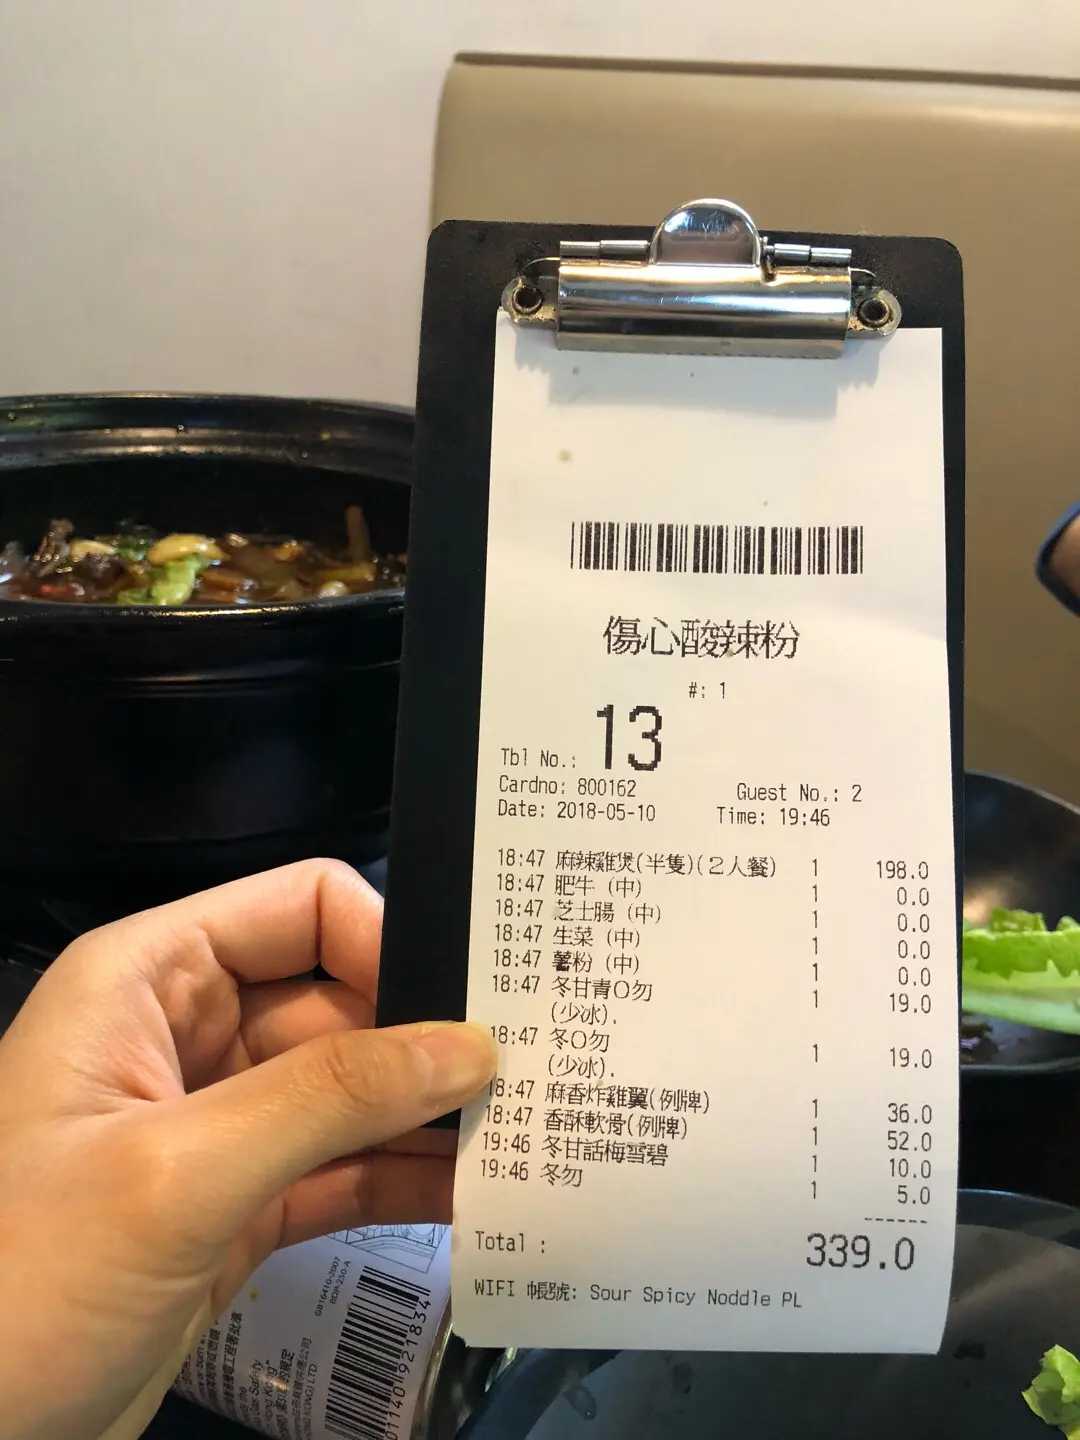 傷心酸辣粉
#: 1
Tbl No.: 13
Cardno: 800162 Guest No.: 2
Date: 2018-05-10 Time: 19:46
18:47 麻辣雞煲(半隻)(2人餐) 1 198.0
18:47 肥牛 (中) 1 0.0
18:47 芝士腸 (中) 1 0.0
18:47 生菜 (中) 1 0.0
18:47 薯粉 (中) 1 0.0
18:47 冬甘青O勿 1 19.0
(少冰).
18:47 冬O勿 1 19.0
(少冰).
18:47 麻香炸雞翼(例牌) 1 36.0
18:47 香酥軟骨(例牌) 1 52.0
19:46 冬甘話梅雪碧 1 10.0
19:46 冬勿 1 5.0
------
Total : 339.0
WIFI 帳號: Sour Spicy Noddle PL
GB16410-2007
BDR-250-A
011140921834